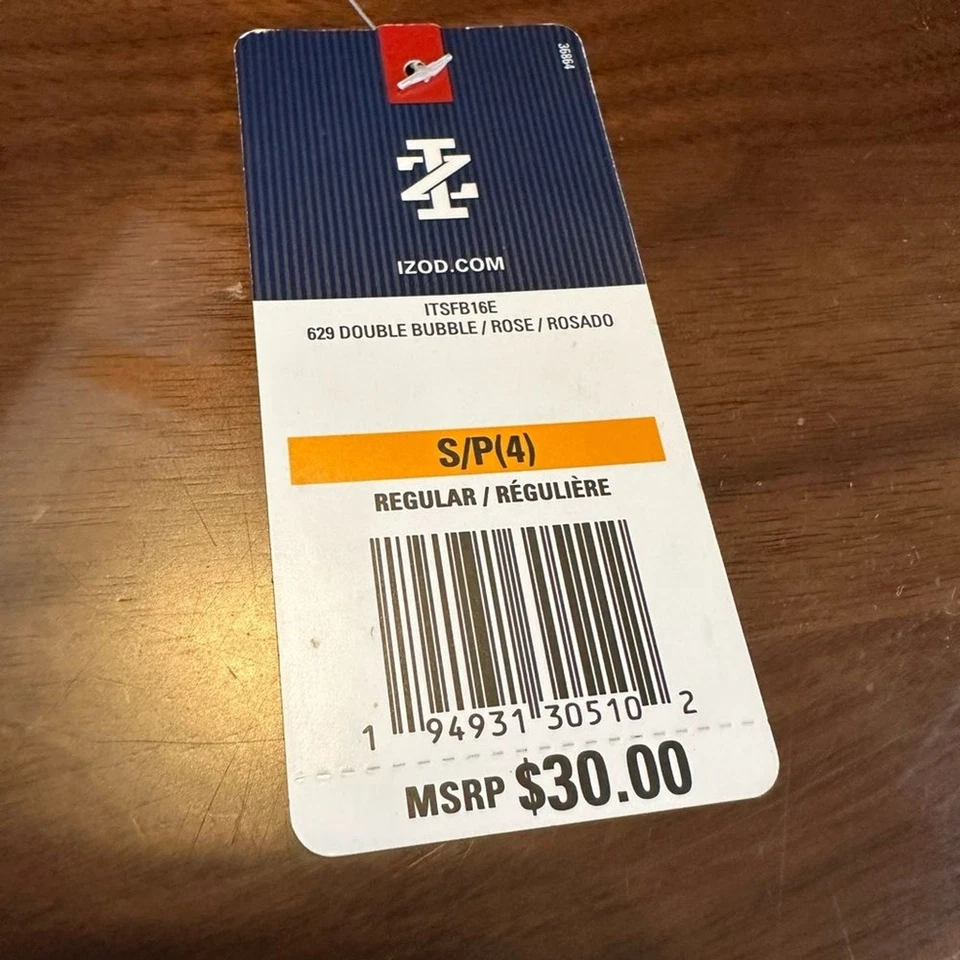 36864
IZOD.COM
ITSFB16E
629 DOUBLE BUBBLE / ROSE / ROSADO
S/P(4)
REGULAR / RÉGULIÈRE
1 94931 30510 2
MSRP $30.00